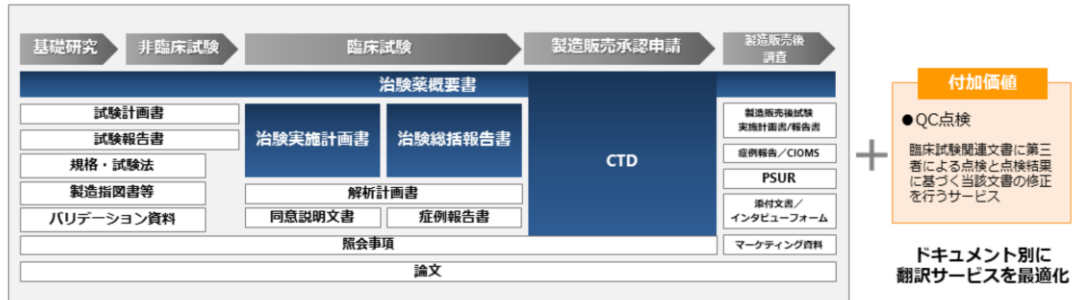 基礎研究
非臨床試験
臨床試験
製造販売承認申請
製造販売後
調査
治験薬概要書
試験計画書
試験報告書
規格・試験法
製造指図書等
バリデーション資料
治験実施計画書
治験総括報告書
解析計画書
同意説明文書
症例報告書
CTD
製造販売後試験
実施計画書/報告書
症例報告／CIOMS
PSUR
添付文書／
インタビューフォーム
マーケティング資料
照会事項
論文
+
付加価値
●QC点検
臨床試験関連文書に第三
者による点検と点検結果
に基づく当該文書の修正
を行うサービス
ドキュメント別に
翻訳サービスを最適化